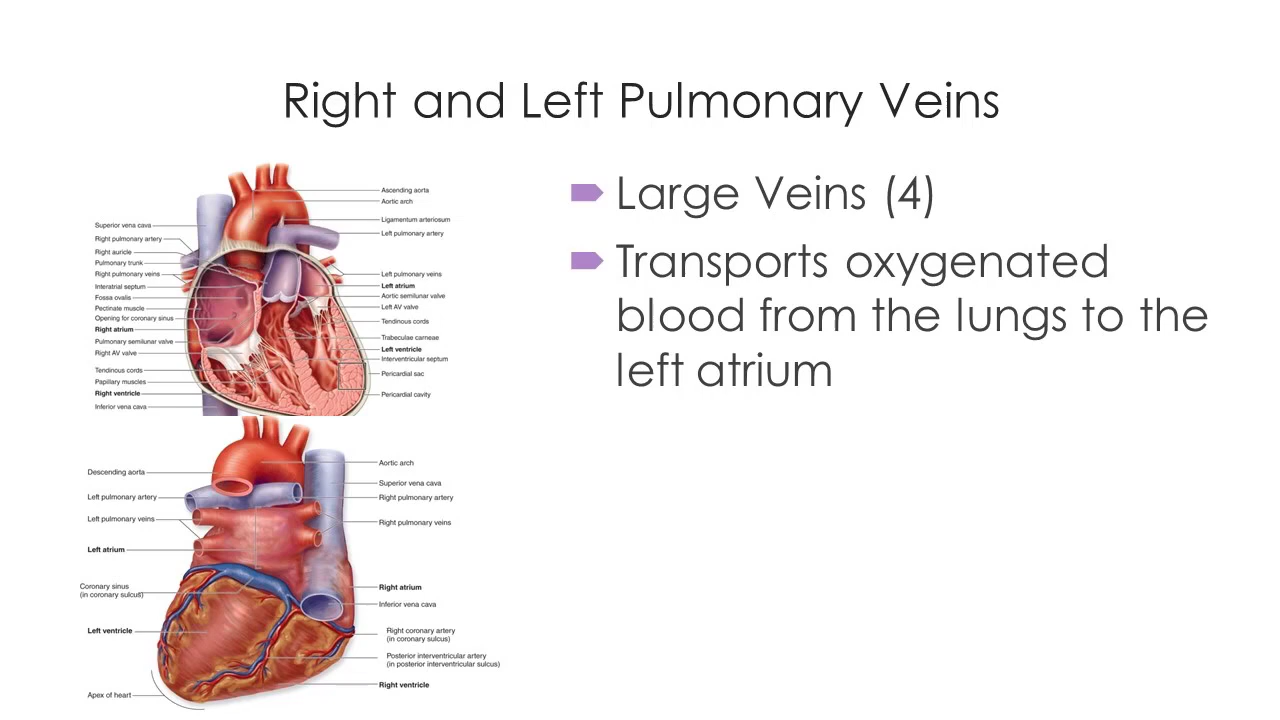 Right and Left Pulmonary Veins
Large Veins (4)
Transports oxygenated
blood from the lungs to the
left atrium
Superior vena cava
Right pulmonary artery
Right auricle
Pulmonary trunk
Right pulmonary veins
Interatrial septum
Fossa ovalis
Pectinate muscle
Opening for coronary sinus
Right atrium
Pulmonary semilunar valve
Right AV valve
Tendinous cords
Papillary muscles
Right ventricle
Inferior vena cava
Ascending aorta
Aortic arch
Ligamentum arteriosum
Left pulmonary artery
Left pulmonary veins
Left atrium
Aortic semilunar valve
Left AV valve
Tendinous cords
Trabeculae carneae
Left ventricle
Interventricular septum
Pericardial sac
Pericardial cavity
Descending aorta
Left pulmonary artery
Left pulmonary veins
Left atrium
Coronary sinus
(in coronary sulcus)
Left ventricle
Apex of heart
Aortic arch
Superior vena cava
Right pulmonary artery
Right pulmonary veins
Right atrium
Inferior vena cava
Right coronary artery
(in coronary sulcus)
Posterior interventricular artery
(in posterior interventricular sulcus)
Right ventricle